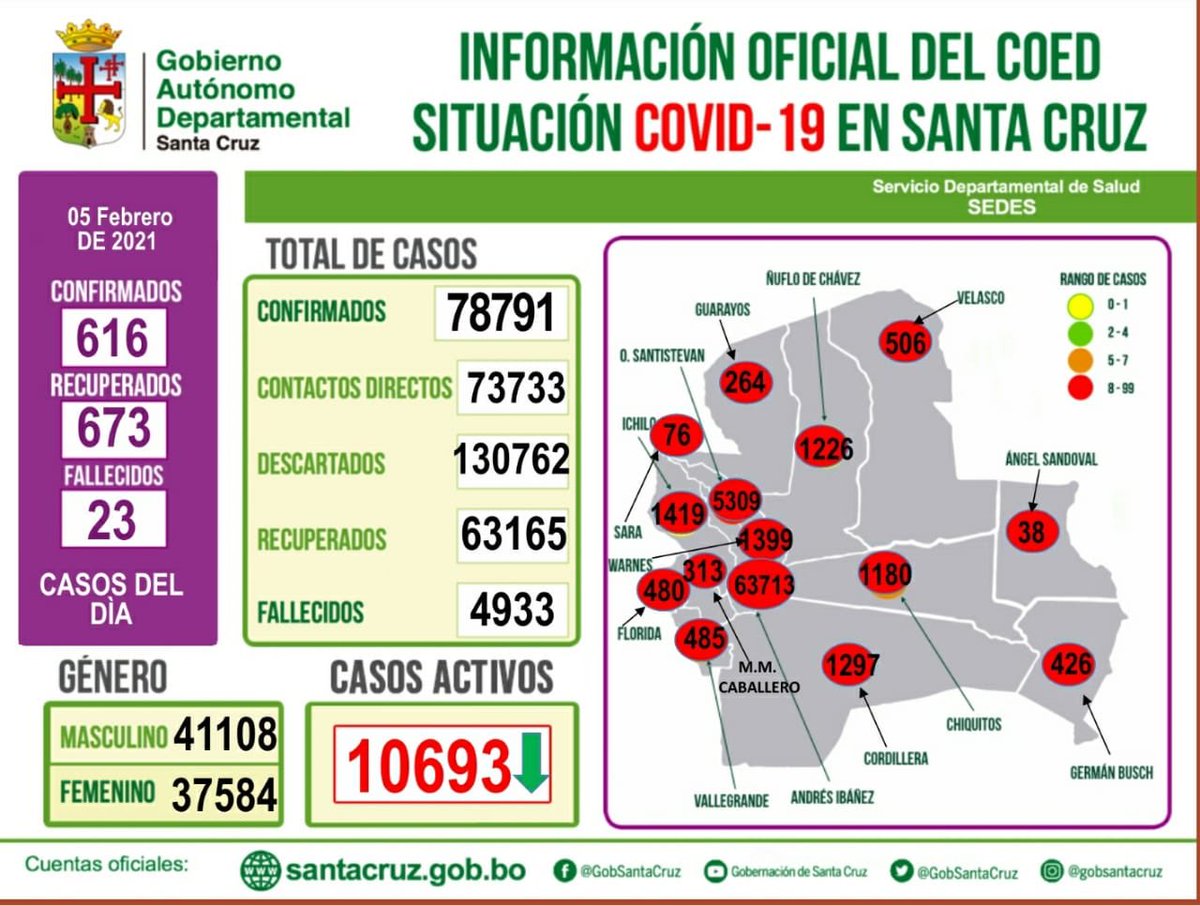 Gobierno
Autónomo
Departamental
Santa Cruz
INFORMACIÓN OFICIAL DEL COED
SITUACIÓN COVID-19 EN SANTA CRUZ
Servicio Departamental de Salud
SEDES
05 Febrero
DE 2021
CONFIRMADOS
616
RECUPERADOS
673
FALLECIDOS
23
CASOS DEL
DÌA
TOTAL DE CASOS
CONFIRMADOS 78791
CONTACTOS DIRECTOS 73733
DESCARTADOS 130762
RECUPERADOS 63165
FALLECIDOS 4933
GÉNERO
MASCULINO 41108
FEMENINO 37584
CASOS ACTIVOS
10693
RANGO DE CASOS
0 - 1
2 - 4
5 - 7
8 - 99
ÑUFLO DE CHÁVEZ
VELASCO
GUARAYOS
506
O. SANTISTEVAN
264
ICHILO
76
1226
ÁNGEL SANDOVAL
5309
1419
SARA
38
1399
WARNES
313
1180
480
63713
FLORIDA
485
M.M.
CABALLERO
1297
426
CHIQUITOS
CORDILLERA
GERMÁN BUSCH
VALLEGRANDE
ANDRÉS IBÁÑEZ
Cuentas oficiales:
www
santacruz.gob.bo
@GobSantaCruz
Gobernación de Santa Cruz
@GobSantaCruz
@gobsantacruz